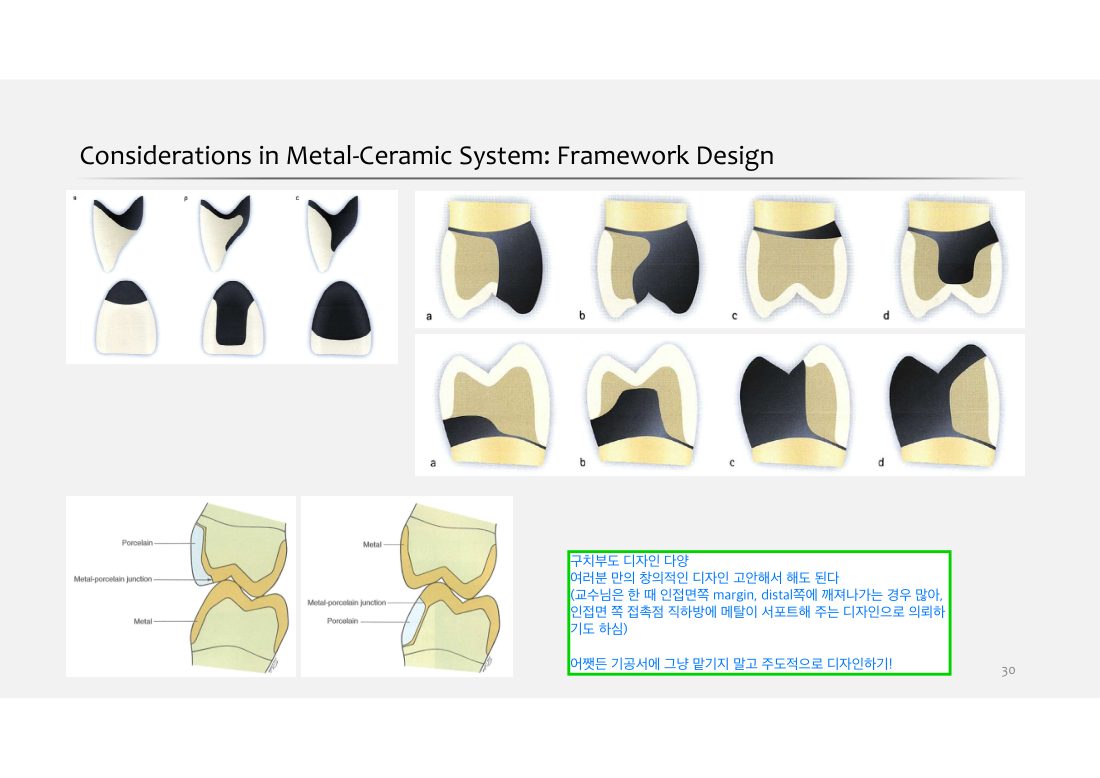 Considerations in Metal-Ceramic System: Framework Design
a
b
c
a
b
c
d
a
b
c
d
Porcelain
Metal-porcelain junction
Metal
Metal
Metal-porcelain junction
Porcelain
구치부도 디자인 다양
여러분 만의 창의적인 디자인 고안해서 해도 된다
(교수님은 한 때 인접면쪽 margin, distal쪽에 깨져나가는 경우 많아,
인접면 쪽 접촉점 직하방에 메탈이 서포트해 주는 디자인으로 의뢰하
기도 하심)
어쨋든 기공서에 그냥 맡기지 말고 주도적으로 디자인하기!
30